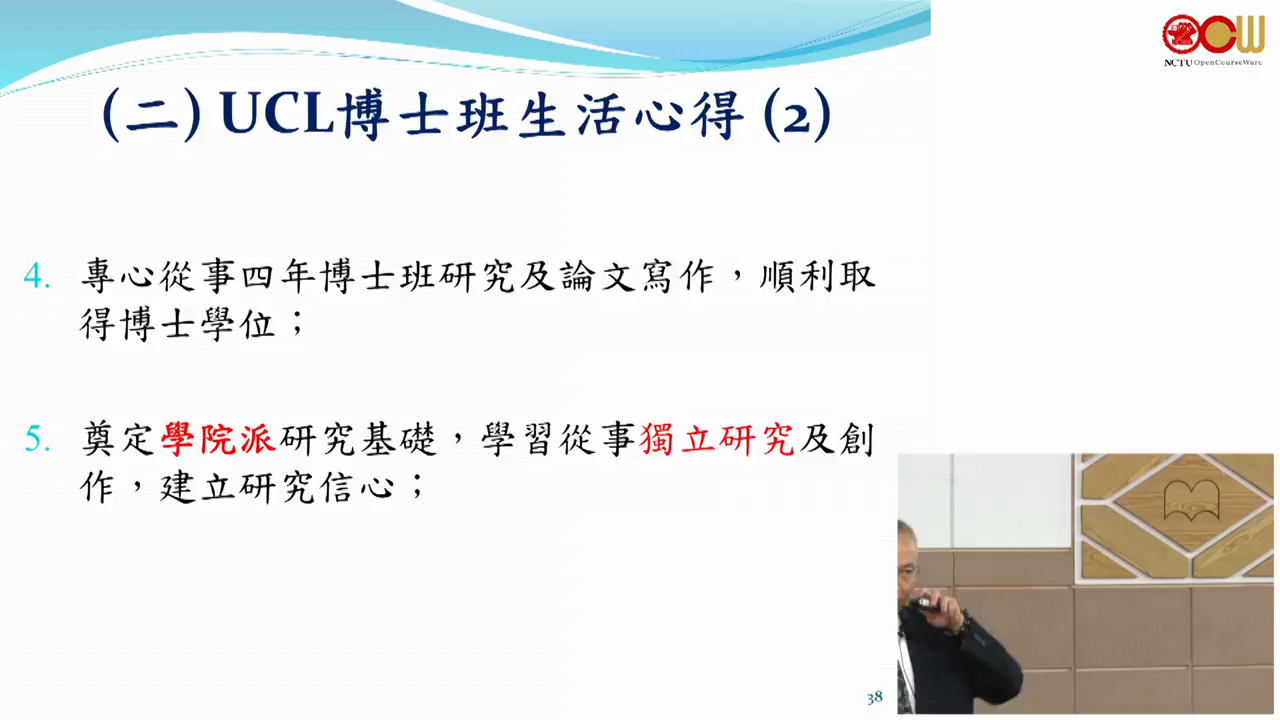 OCW
NCTU OpenCourseWare
(二) UCL博士班生活心得 (2)
4. 專心從事四年博士班研究及論文寫作，順利取
得博士學位；
5. 奠定學院派研究基礎，學習從事獨立研究及創
作，建立研究信心；
38